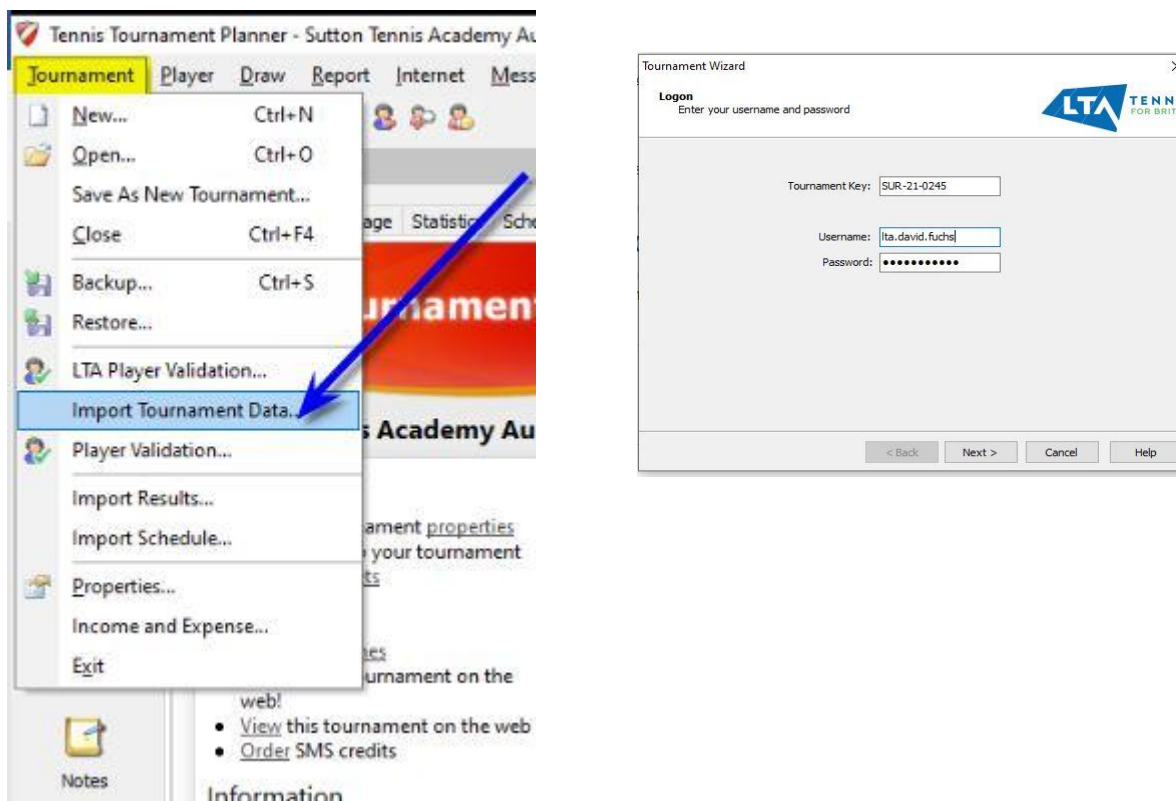 Tennis Tournament Planner - Sutton Tennis Academy Au
Tournament Player Draw Report Internet Mess
New... Ctrl+N
Open... Ctrl+O
Save As New Tournament...
age Statistic Sche
Close Ctrl+F4
Backup... Ctrl+S
urnamen
Restore...
LTA Player Validation...
Import Tournament Data...
s Academy Au
Player Validation...
Import Results...
ament properties
Import Schedule...
your tournament
ts
Properties...
Income and Expense...
nes
Exit
urnament on the
web!
View this tournament on the web
Order SMS credits
Notes
Information
Tournament Wizard
Logon
Enter your username and password
LTA TENN
FOR BRIT
Tournament Key: SUR-21-0245
Username: lta.david.fuchs
Password: ●●●●●●●●●●●
< Back Next > Cancel Help